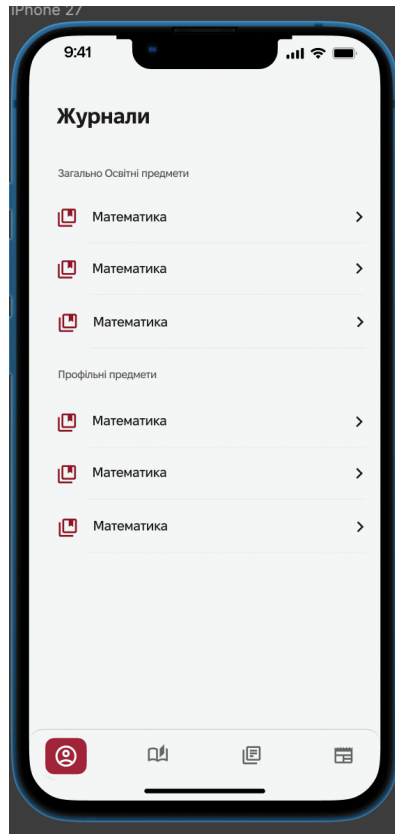 iPhone 27
9:41
Журнали
Загально Освітні предмети
Математика
Математика
Математика
Профільні предмети
Математика
Математика
Математика